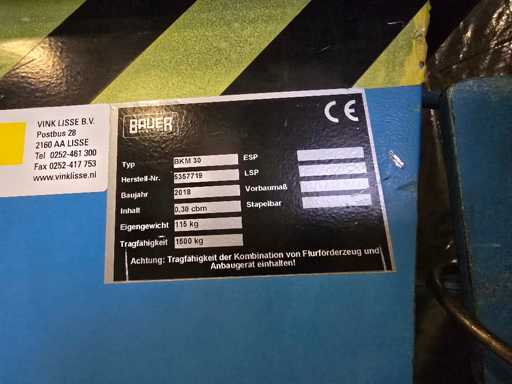 VINK LISSE B.V.
Postbus 28
2160 AA LISSE
Tel 0252-461 300
Fax 0252-417 753
www.vinklisse.nl
BAUER
CE
Typ BKM 30 ESP
Herstell-Nr. 5357719 LSP
Baujahr 2018 Vorbaumaß
Inhalt 0,30 cbm Stapelbar
Eigengewicht 115 kg
Tragfähigkeit 1500 kg
Achtung: Tragfähigkeit der Kombination von Flurförderzeug und
Anbaugerät einhalten!